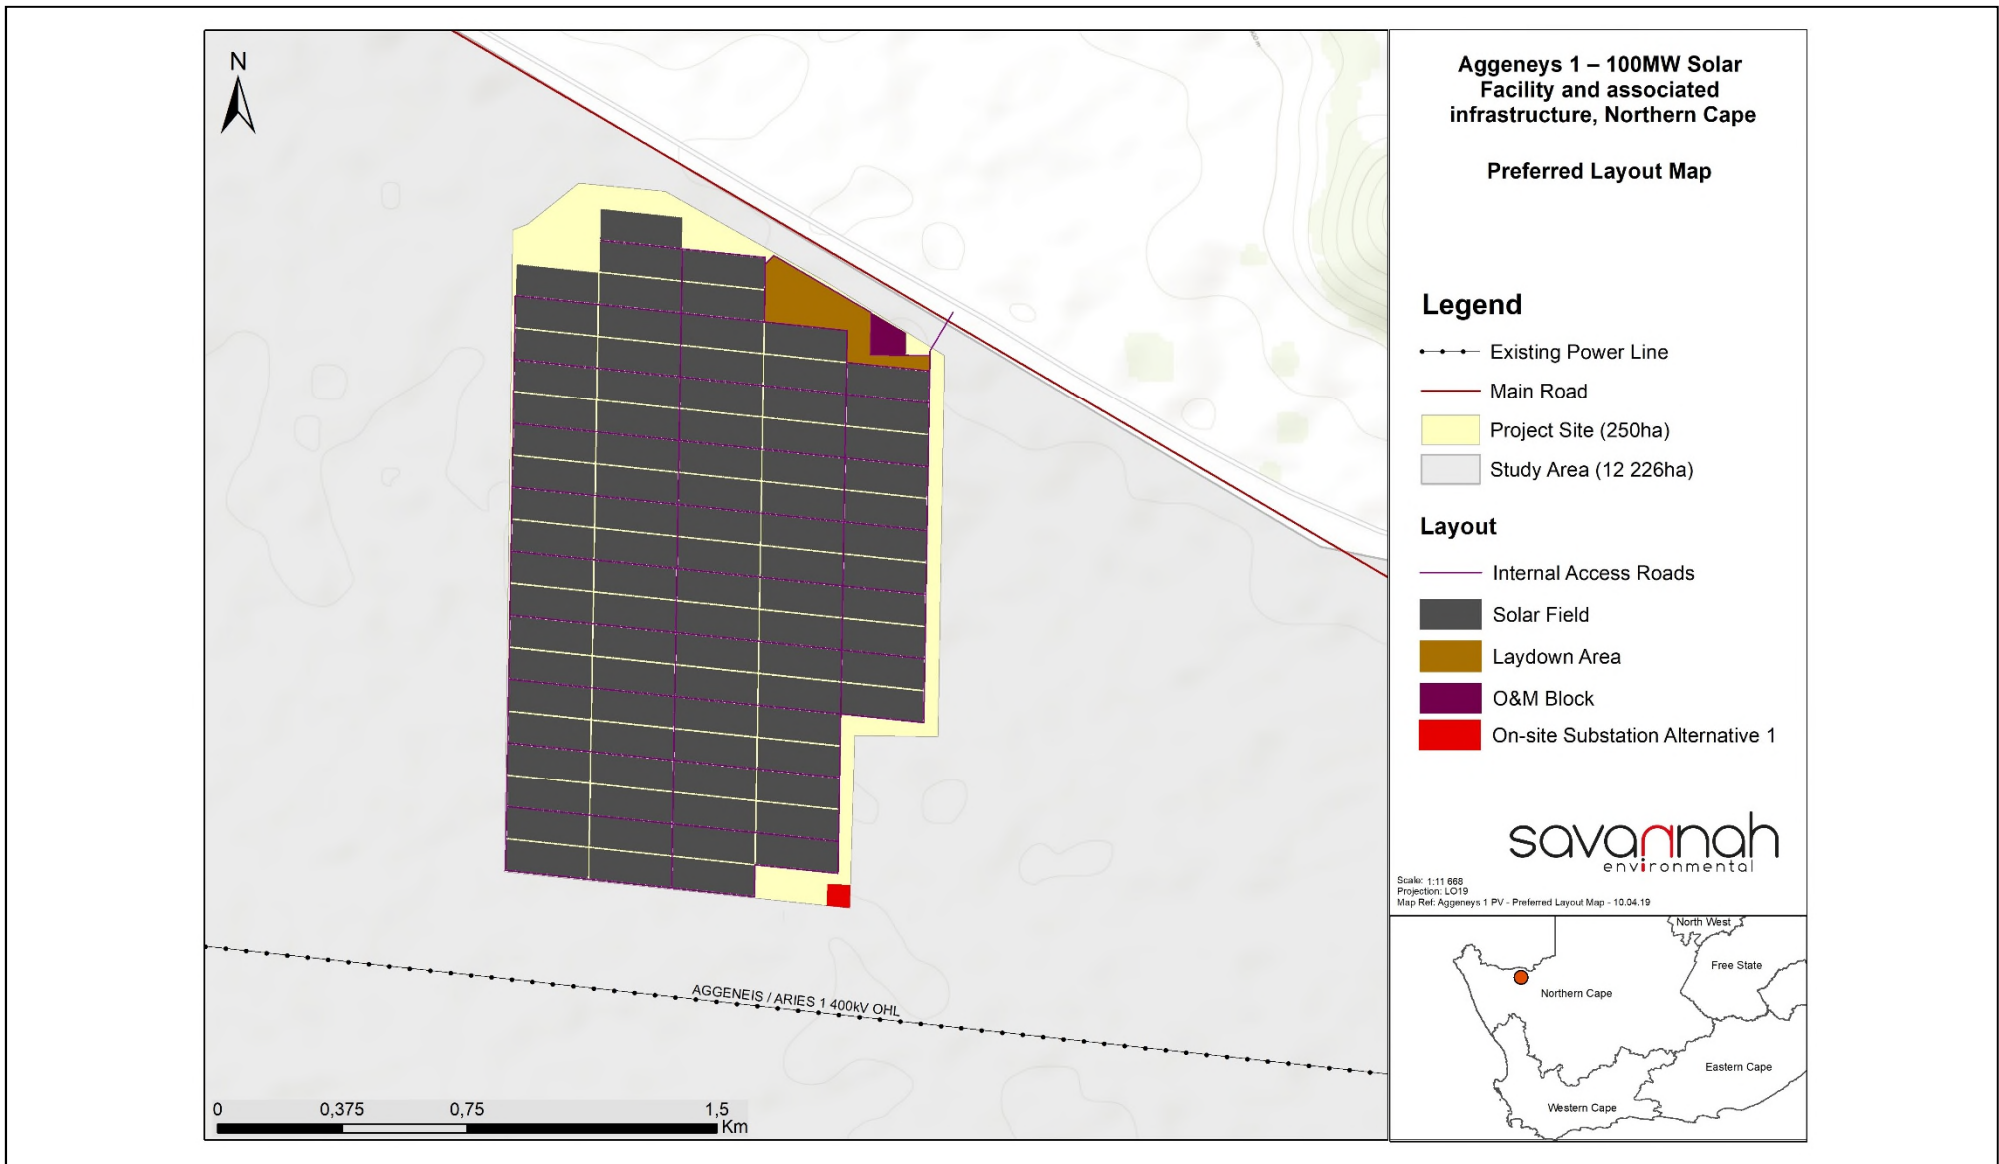 N
AGGENEIS / ARIES 1 400kV OHL
0 0,375 0,75 1,5
Km
Aggeneys 1 – 100MW Solar
Facility and associated
infrastructure, Northern Cape
Preferred Layout Map
Legend
Existing Power Line
Main Road
Project Site (250ha)
Study Area (12 226ha)
Layout
Internal Access Roads
Solar Field
Laydown Area
O&M Block
On-site Substation Alternative 1
savannah
environmental
Scale: 1:11 668
Projection: LO19
Map Ref: Aggeneys 1 PV - Preferred Layout Map - 10.04.19
North West
Free State
Northern Cape
Eastern Cape
Western Cape